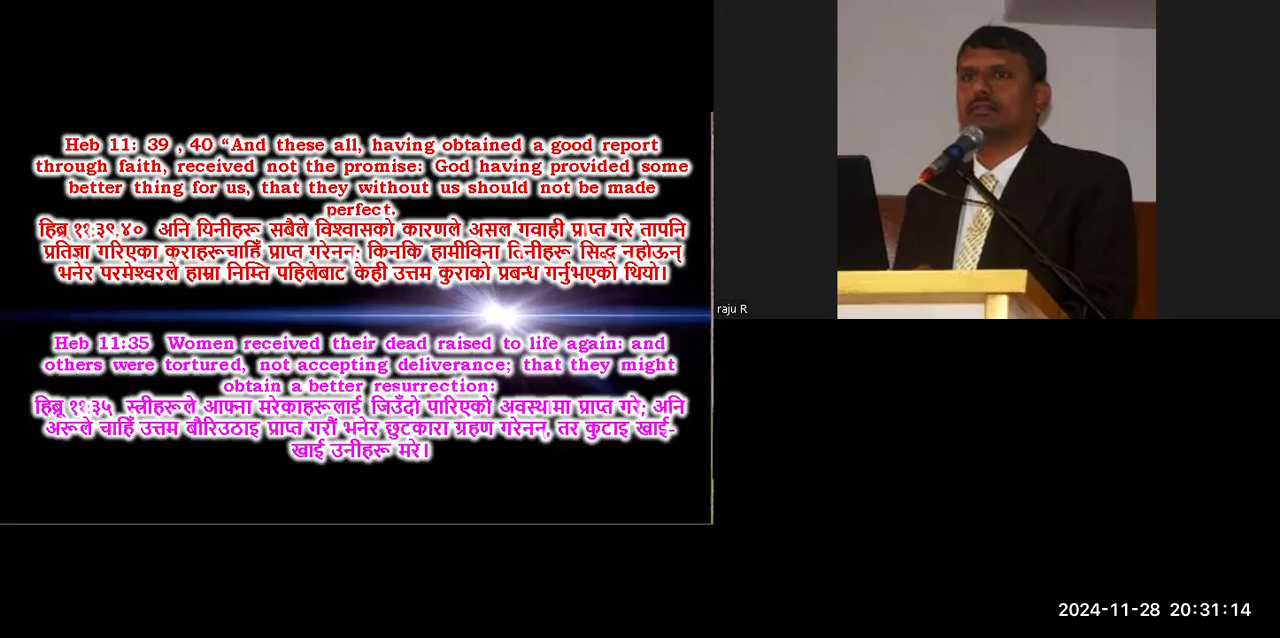 Heb 11: 39 , 40 “And these all, having obtained a good report
through faith, received not the promise: God having provided some
better thing for us, that they without us should not be made
perfect.
हिब्रू ११:३९,४० अनि यिनीहरू सबैले विश्वासको कारणले असल गवाही प्राप्त गरे तापनि
प्रतिज्ञा गरिएका कुराहरूचाहिँ प्राप्त गरेनन्; किनकि हामीविना तिनीहरू सिद्ध नहोऊन्
भनेर परमेश्वरले हाम्रा निम्ति पहिलेबाट केही उत्तम कुराको प्रबन्ध गर्नुभएको थियो।
Heb 11:35 Women received their dead raised to life again: and
others were tortured, not accepting deliverance; that they might
obtain a better resurrection:
हिब्रू ११:३५ स्त्रीहरूले आफ्ना मरेकाहरूलाई जिउँदो पारिएको अवस्थामा प्राप्त गरे; अनि
अरूले चाहिँ उत्तम बौरिउठाइ प्राप्त गरौं भनेर छुटकारा ग्रहण गरेनन्, तर कुटाइ खाई-
खाई उनीहरू मरे।
raju R
2024-11-28 20:31:14